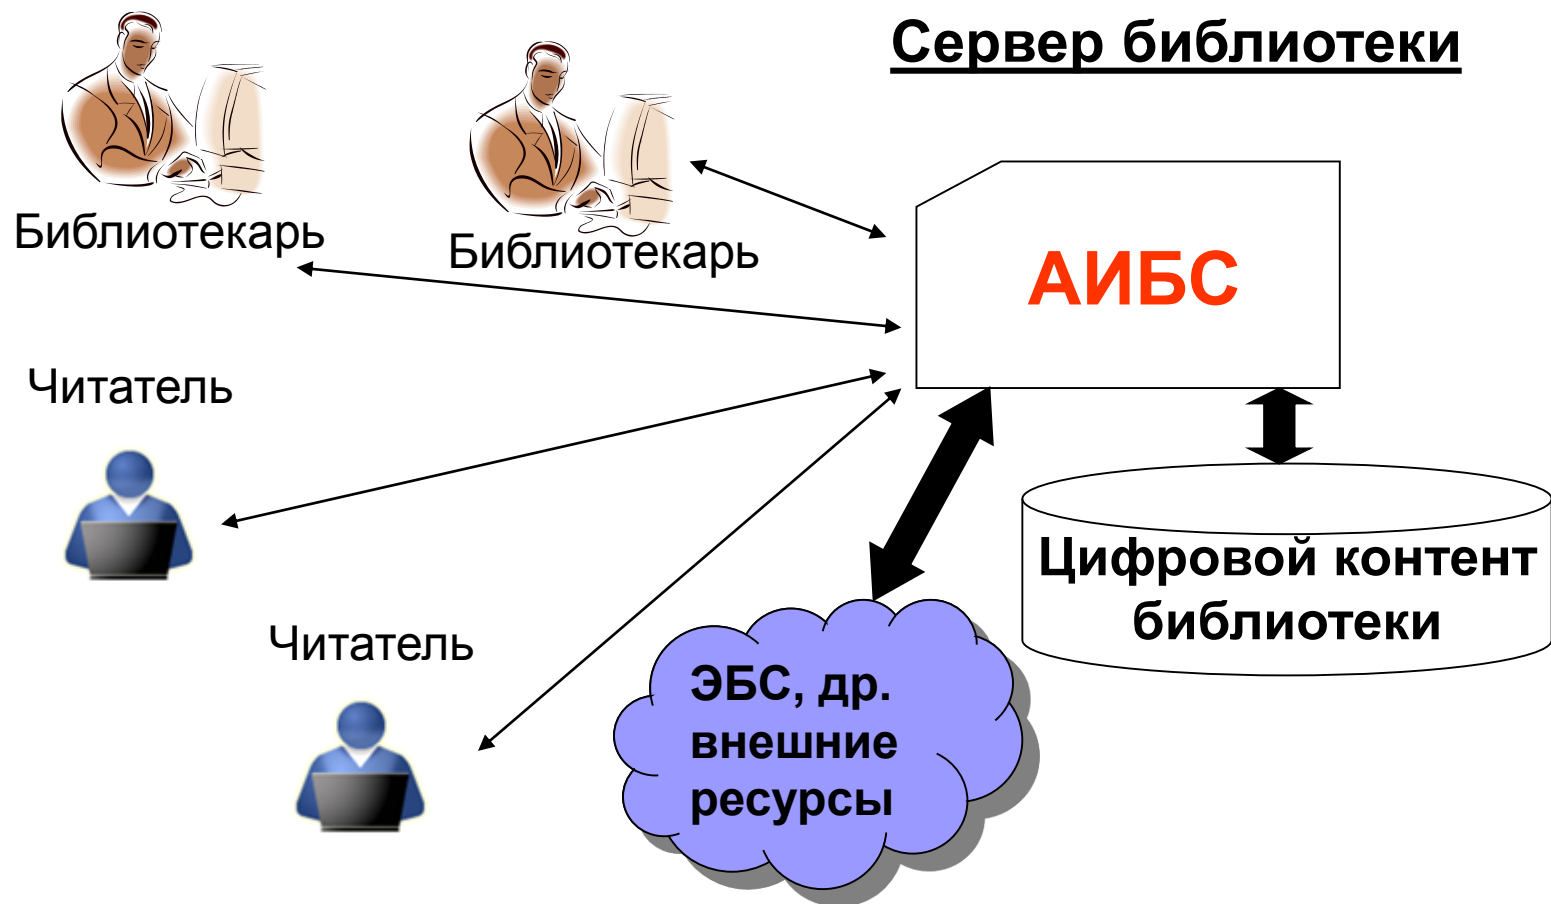 Сервер библиотеки
Библиотекарь
Библиотекарь
АИБС
Читатель
Цифровой контент
библиотеки
Читатель
ЭБС, др.
внешние
ресурсы